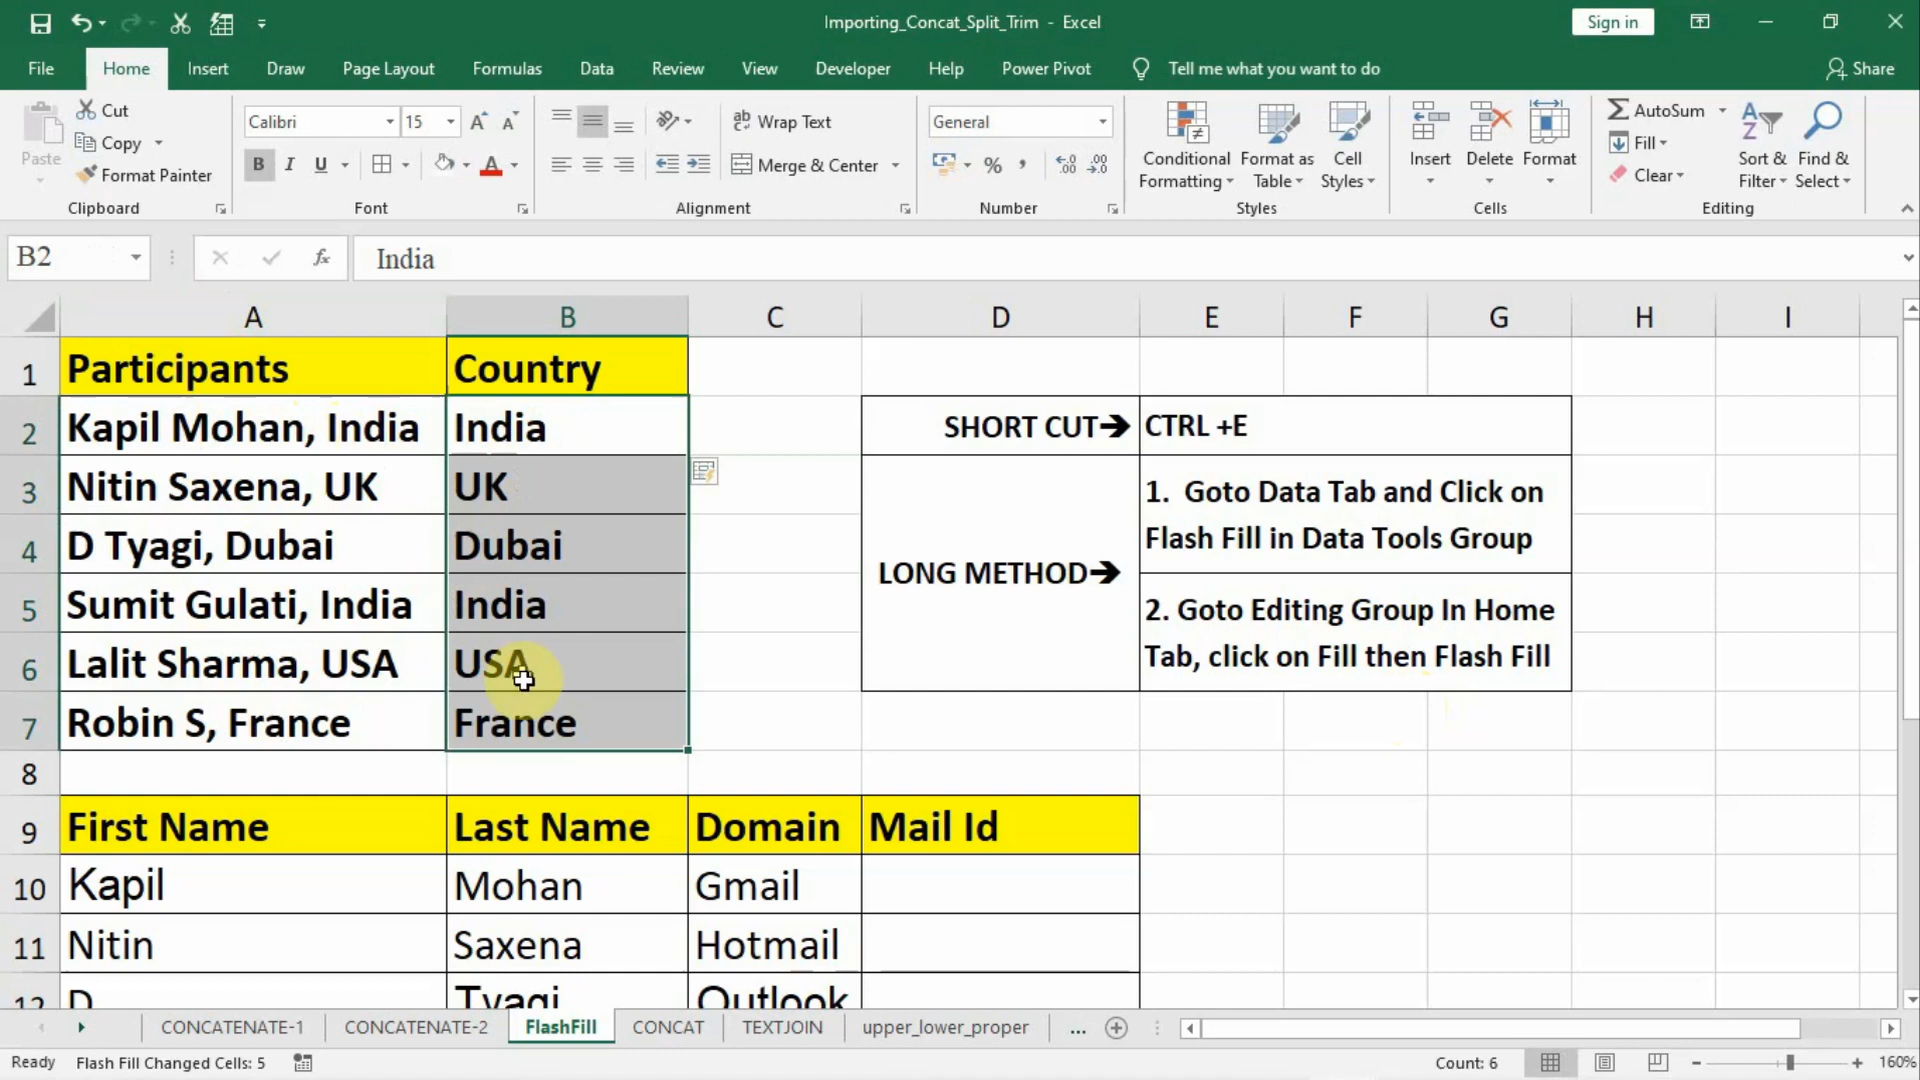 Importing_Concat_Split_Trim - Excel
Sign in
File Home Insert Draw Page Layout Formulas Data Review View Developer Help Power Pivot Tell me what you want to do Share
Paste
Cut
Copy
Format Painter
Clipboard
Calibri 15 A A
B I U A
Font
ab Wrap Text
Merge & Center
Alignment
General
% ,
Number
Conditional Formatting
Format as Table
Cell Styles
Styles
Insert Delete Format
Cells
AutoSum
Fill
Clear
Sort & Filter
Find & Select
Editing
B2 fx India
A B C D E F G H I
1 Participants Country
2 Kapil Mohan, India India SHORT CUT➔ CTRL +E
3 Nitin Saxena, UK UK
4 D Tyagi, Dubai Dubai
5 Sumit Gulati, India India
6 Lalit Sharma, USA USA
7 Robin S, France France
LONG METHOD➔
1. Goto Data Tab and Click on
Flash Fill in Data Tools Group
2. Goto Editing Group In Home
Tab, click on Fill then Flash Fill
8
9 First Name Last Name Domain Mail Id
10 Kapil Mohan Gmail
11 Nitin Saxena Hotmail
12 D Tyagi Outlook
CONCATENATE-1 CONCATENATE-2 FlashFill CONCAT TEXTJOIN upper_lower_proper ...
Ready Flash Fill Changed Cells: 5 Count: 6 160%